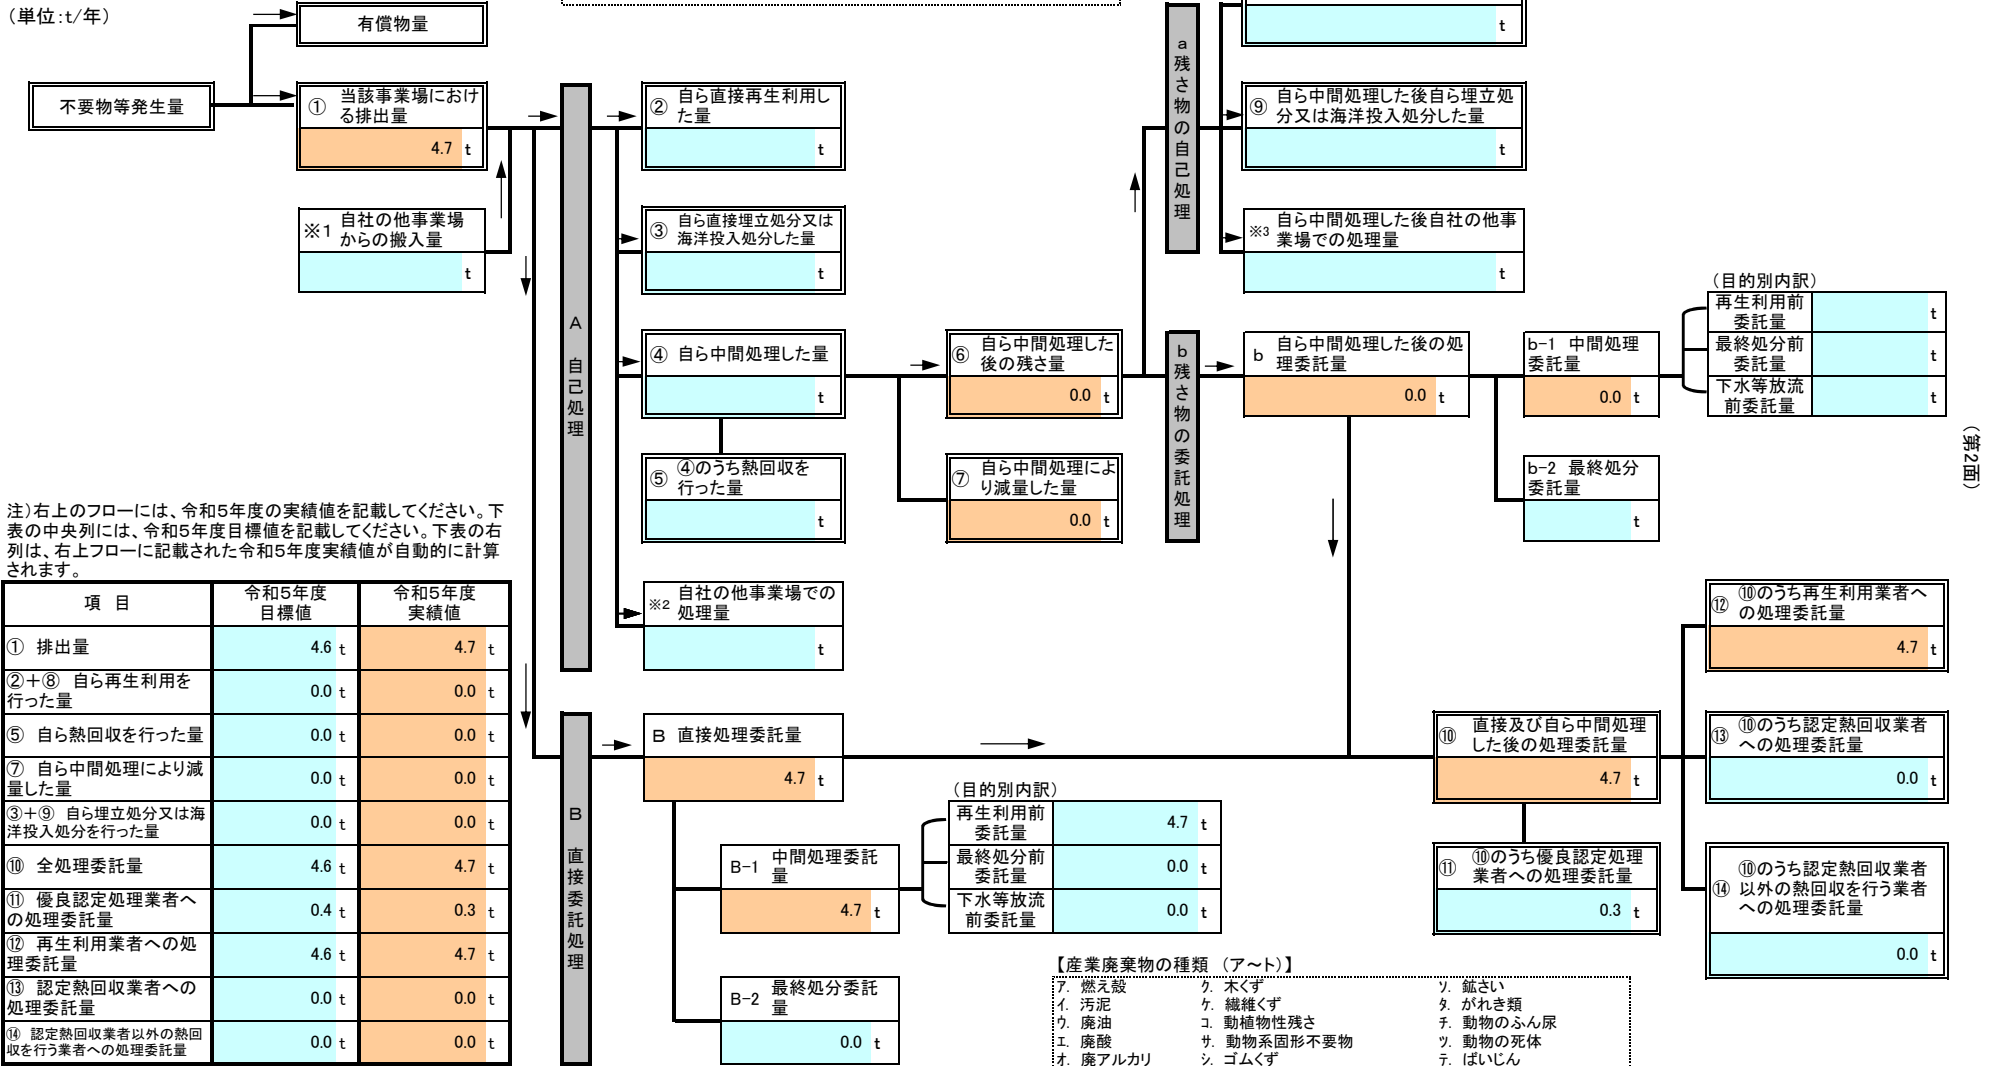 （単位:t/年）
有償物量
不要物等発生量
① 当該事業場におけ
る排出量
4.7 t
※1 自社の他事業場
からの搬入量
t
A 自己処理
② 自ら直接再生利用し
た量
t
③ 自ら直接埋立処分又は
海洋投入処分した量
t
④ 自ら中間処理した量
t
⑤ ④のうち熱回収を
行った量
t
※2 自社の他事業場での
処理量
t
⑥ 自ら中間処理した
後の残さ量
0.0 t
⑦ 自ら中間処理によ
り減量した量
0.0 t
a 残さ物の自己処理
t
⑨ 自ら中間処理した後自ら埋立処
分又は海洋投入処分した量
t
※3 自ら中間処理した後自社の他事
業場での処理量
t
b 残さ物の委託処理
b 自ら中間処理した後の処
理委託量
0.0 t
b-1 中間処理
委託量
0.0 t
b-2 最終処分
委託量
t
（目的別内訳）
再生利用前
委託量
t
最終処分前
委託量
t
下水等放流
前委託量
t
（第2面）
注）右上のフローには、令和5年度の実績値を記載してください。下
表の中央列には、令和5年度目標値を記載してください。下表の右
列は、右上フローに記載された令和5年度実績値が自動的に計算
されます。
項 目 令和5年度 目標値 令和5年度 実績値
① 排出量 4.6 t 4.7 t
②＋⑧ 自ら再生利用を
行った量 0.0 t 0.0 t
⑤ 自ら熱回収を行った量 0.0 t 0.0 t
⑦ 自ら中間処理により減
量した量 0.0 t 0.0 t
③＋⑨ 自ら埋立処分又は海
洋投入処分を行った量 0.0 t 0.0 t
⑩ 全処理委託量 4.6 t 4.7 t
⑪ 優良認定処理業者へ
の処理委託量 0.4 t 0.3 t
⑫ 再生利用業者への処
理委託量 4.6 t 4.7 t
⑬ 認定熱回収業者への
処理委託量 0.0 t 0.0 t
⑭ 認定熱回収業者以外の熱回
収を行う業者への処理委託量 0.0 t 0.0 t
B 直接委託処理
B 直接処理委託量
4.7 t
B-1 中間処理委託
量
4.7 t
B-2 最終処分委託
量
0.0 t
（目的別内訳）
再生利用前
委託量
4.7 t
最終処分前
委託量
0.0 t
下水等放流
前委託量
0.0 t
⑩ 直接及び自ら中間処理
した後の処理委託量
4.7 t
⑪ ⑩のうち優良認定処理
業者への処理委託量
0.3 t
⑫ ⑩のうち再生利用業者へ
の処理委託量
4.7 t
⑬ ⑩のうち認定熱回収業者
への処理委託量
0.0 t
⑭ ⑩のうち認定熱回収業者
以外の熱回収を行う業者
への処理委託量
0.0 t
【産業廃棄物の種類 （ア～ト）】
ア. 燃え殻 ク. 木くず ソ. 鉱さい
イ. 汚泥 ケ. 繊維くず タ. がれき類
ウ. 廃油 コ. 動植物性残さ チ. 動物のふん尿
エ. 廃酸 サ. 動物系固形不要物 ツ. 動物の死体
オ. 廃アルカリ シ. ゴムくず テ. ばいじん